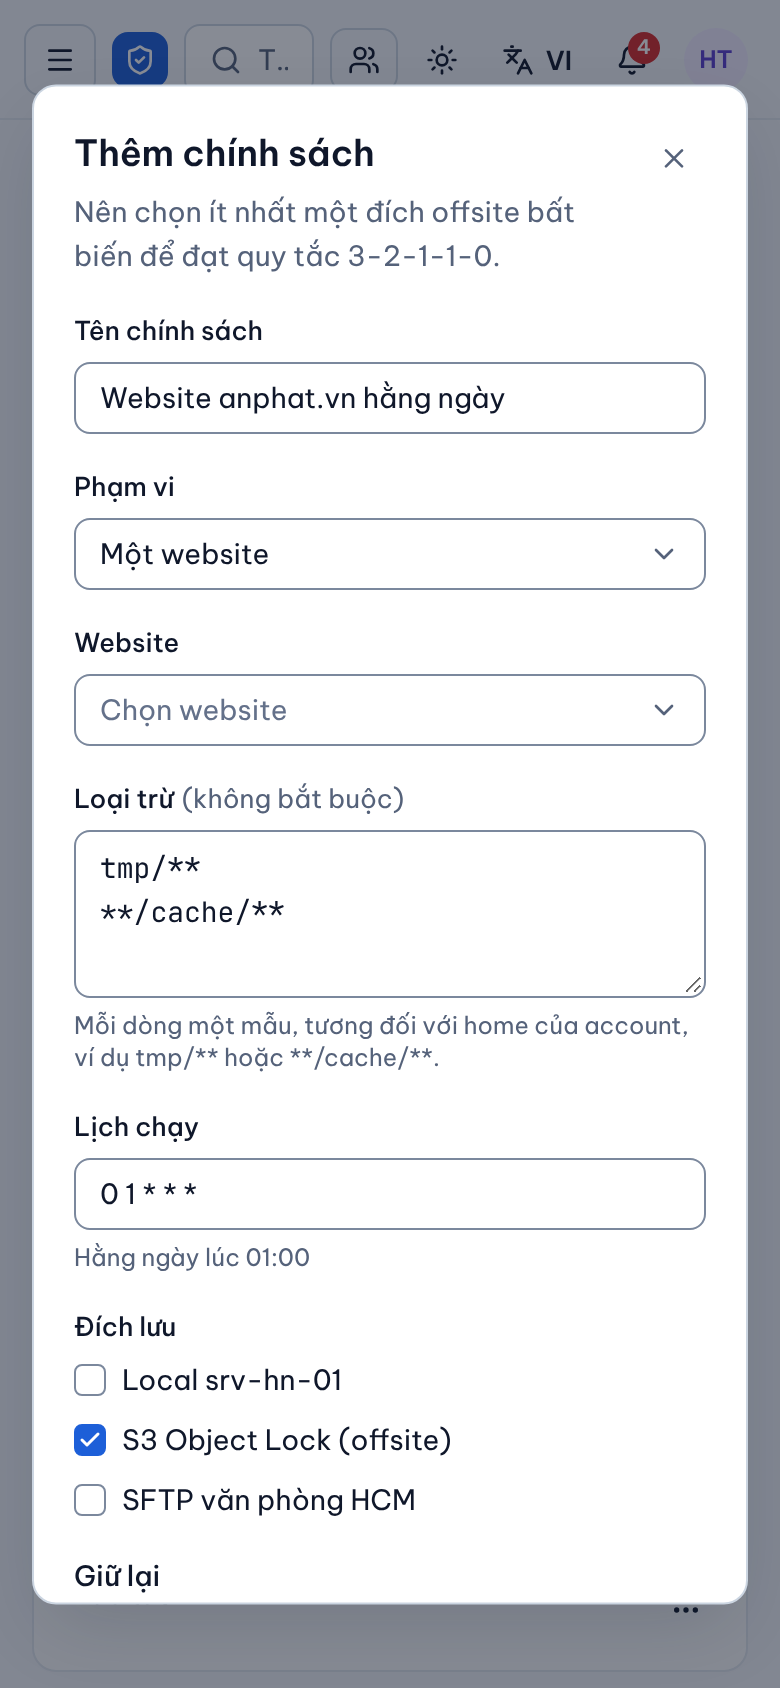 T..
VI
4
HT
Thêm chính sách
Nên chọn ít nhất một đích offsite bất
biến để đạt quy tắc 3-2-1-1-0.
Tên chính sách
Website anphat.vn hằng ngày
Phạm vi
Một website
Website
Chọn website
Loại trừ (không bắt buộc)
tmp/**
**/cache/**
Mỗi dòng một mẫu, tương đối với home của account,
ví dụ tmp/** hoặc **/cache/**.
Lịch chạy
0 1 * * *
Hằng ngày lúc 01:00
Đích lưu
Local srv-hn-01
S3 Object Lock (offsite)
SFTP văn phòng HCM
Giữ lại